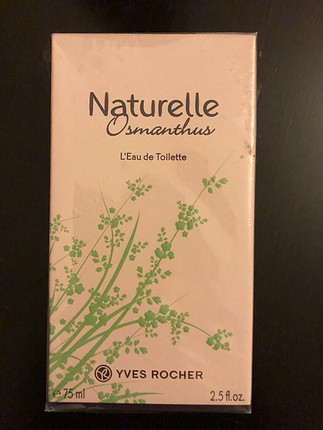 Naturelle
Osmanthus
L'Eau de Toilette
YVES ROCHER
℮ 75 ml 2.5 fl.oz.